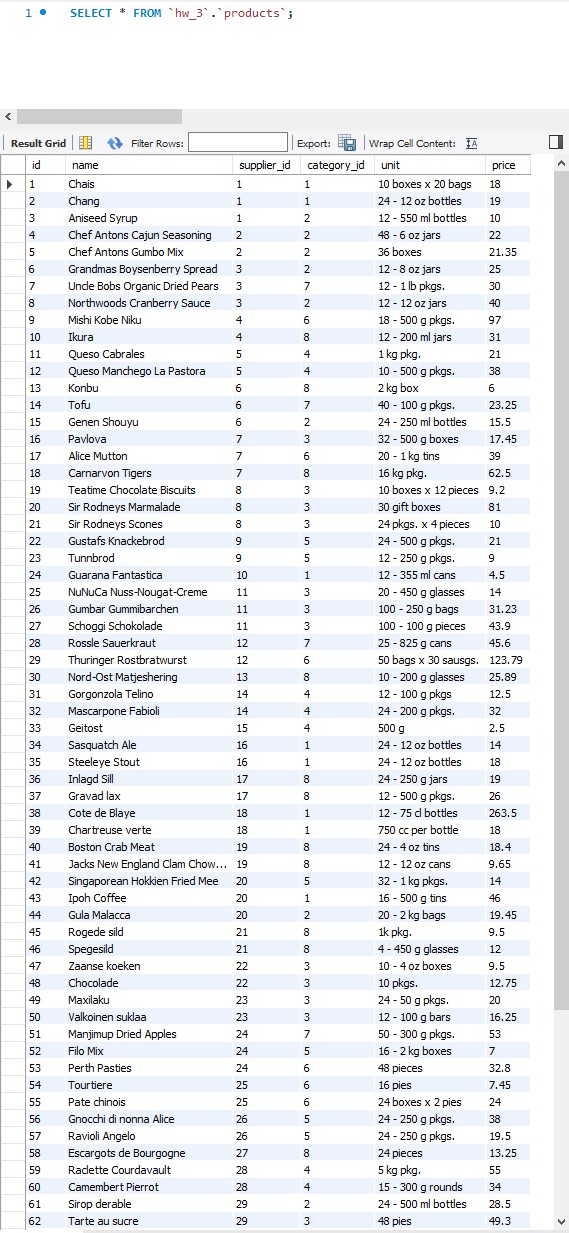 1 SELECT * FROM `hw_3`.`products`;
Result Grid Filter Rows: Export: Wrap Cell Content: IA
id name supplier_id category_id unit price
1 Chais 1 1 10 boxes x 20 bags 18
2 Chang 1 1 24 - 12 oz bottles 19
3 Aniseed Syrup 1 2 12 - 550 ml bottles 10
4 Chef Antons Cajun Seasoning 2 2 48 - 6 oz jars 22
5 Chef Antons Gumbo Mix 2 2 36 boxes 21.35
6 Grandmas Boysenberry Spread 3 2 12 - 8 oz jars 25
7 Uncle Bobs Organic Dried Pears 3 7 12 - 1 lb pkgs. 30
8 Northwoods Cranberry Sauce 3 2 12 - 12 oz jars 40
9 Mishi Kobe Niku 4 6 18 - 500 g pkgs. 97
10 Ikura 4 8 12 - 200 ml jars 31
11 Queso Cabrales 5 4 1 kg pkg. 21
12 Queso Manchego La Pastora 5 4 10 - 500 g pkgs. 38
13 Konbu 6 8 2 kg box 6
14 Tofu 6 7 40 - 100 g pkgs. 23.25
15 Genen Shouyu 6 2 24 - 250 ml bottles 15.5
16 Pavlova 7 3 32 - 500 g boxes 17.45
17 Alice Mutton 7 6 20 - 1 kg tins 39
18 Carnarvon Tigers 7 8 16 kg pkg. 62.5
19 Teatime Chocolate Biscuits 8 3 10 boxes x 12 pieces 9.2
20 Sir Rodneys Marmalade 8 3 30 gift boxes 81
21 Sir Rodneys Scones 8 3 24 pkgs. x 4 pieces 10
22 Gustafs Knackebrod 9 5 24 - 500 g pkgs. 21
23 Tunnbrod 9 5 12 - 250 g pkgs. 9
24 Guarana Fantastica 10 1 12 - 355 ml cans 4.5
25 NuNuCa Nuss-Nougat-Creme 11 3 20 - 450 g glasses 14
26 Gumbar Gummibarchen 11 3 100 - 250 g bags 31.23
27 Schoggi Schokolade 11 3 100 - 100 g pieces 43.9
28 Rossle Sauerkraut 12 7 25 - 825 g cans 45.6
29 Thuringer Rostbratwurst 12 6 50 bags x 30 sausgs. 123.79
30 Nord-Ost Matjeshering 13 8 10 - 200 g glasses 25.89
31 Gorgonzola Telino 14 4 12 - 100 g pkgs 12.5
32 Mascarpone Fabioli 14 4 24 - 200 g pkgs. 32
33 Geitost 15 4 500 g 2.5
34 Sasquatch Ale 16 1 24 - 12 oz bottles 14
35 Steeleye Stout 16 1 24 - 12 oz bottles 18
36 Inlagd Sill 17 8 24 - 250 g jars 19
37 Gravad lax 17 8 12 - 500 g pkgs. 26
38 Cote de Blaye 18 1 12 - 75 cl bottles 263.5
39 Chartreuse verte 18 1 750 cc per bottle 18
40 Boston Crab Meat 19 8 24 - 4 oz tins 18.4
41 Jacks New England Clam Chow... 19 8 12 - 12 oz cans 9.65
42 Singaporean Hokkien Fried Mee 20 5 32 - 1 kg pkgs. 14
43 Ipoh Coffee 20 1 16 - 500 g tins 46
44 Gula Malacca 20 2 20 - 2 kg bags 19.45
45 Rogede sild 21 8 1k pkg. 9.5
46 Spegesild 21 8 4 - 450 g glasses 12
47 Zaanse koeken 22 3 10 - 4 oz boxes 9.5
48 Chocolade 22 3 10 pkgs. 12.75
49 Maxilaku 23 3 24 - 50 g pkgs. 20
50 Valkoinen suklaa 23 3 12 - 100 g bars 16.25
51 Manjimup Dried Apples 24 7 50 - 300 g pkgs. 53
52 Filo Mix 24 5 16 - 2 kg boxes 7
53 Perth Pasties 24 6 48 pieces 32.8
54 Tourtiere 25 6 16 pies 7.45
55 Pate chinois 25 6 24 boxes x 2 pies 24
56 Gnocchi di nonna Alice 26 5 24 - 250 g pkgs. 38
57 Ravioli Angelo 26 5 24 - 250 g pkgs. 19.5
58 Escargots de Bourgogne 27 8 24 pieces 13.25
59 Raclette Courdavault 28 4 5 kg pkg. 55
60 Camembert Pierrot 28 4 15 - 300 g rounds 34
61 Sirop derable 29 2 24 - 500 ml bottles 28.5
62 Tarte au sucre 29 3 48 pies 49.3